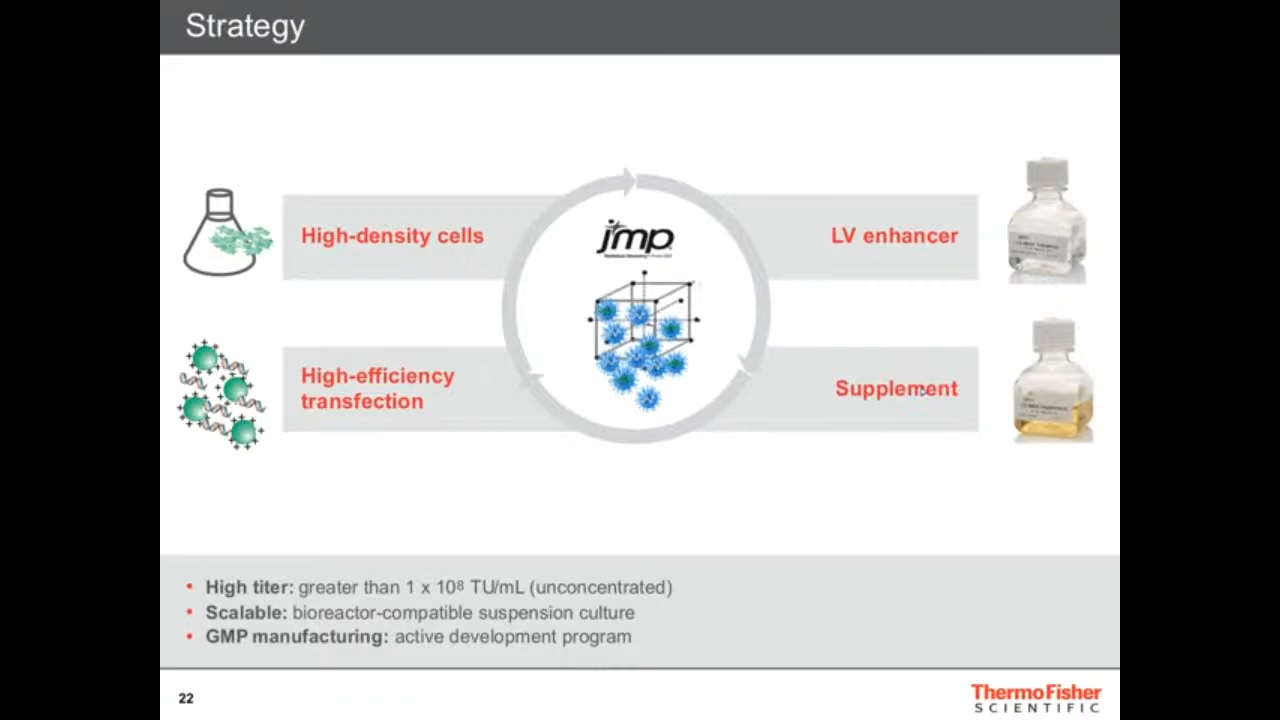 Strategy
jmp
High-density cells
LV enhancer
High-efficiency
transfection
Supplement
• High titer: greater than 1 x 10⁸ TU/mL (unconcentrated)
• Scalable: bioreactor-compatible suspension culture
• GMP manufacturing: active development program
22
ThermoFisher
SCIENTIFIC